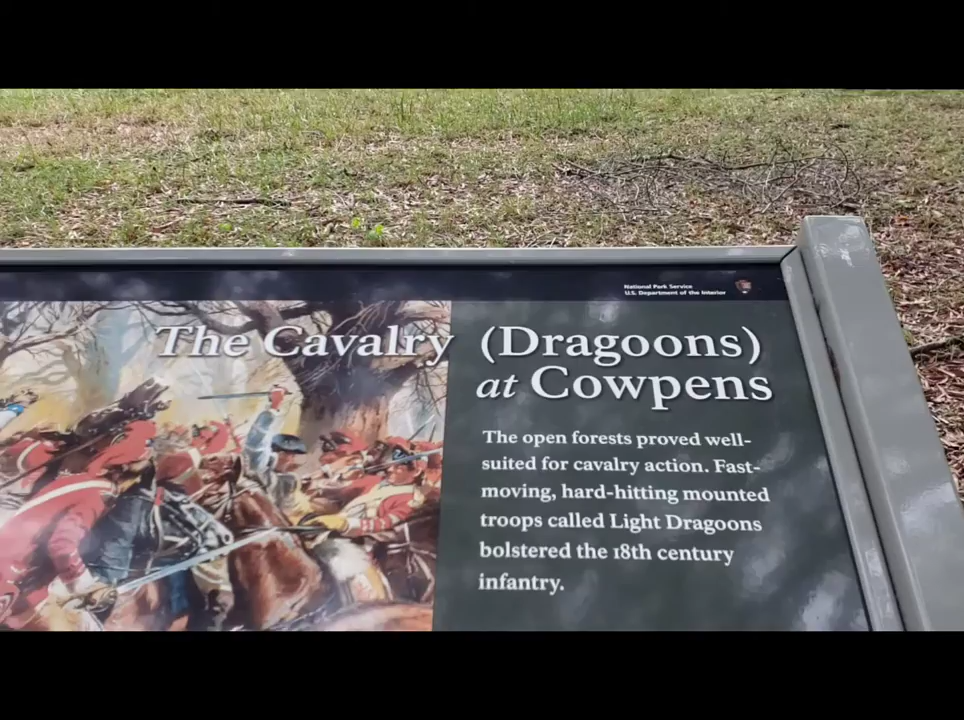 National Park Service
U.S. Department of the Interior
The Cavalry (Dragoons)
at Cowpens
The open forests proved well-
suited for cavalry action. Fast-
moving, hard-hitting mounted
troops called Light Dragoons
bolstered the 18th century
infantry.